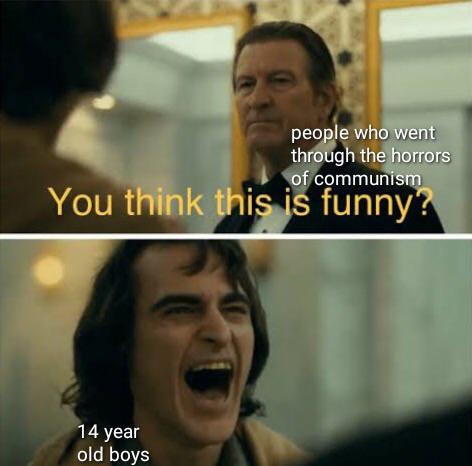 people who went
through the horrors
of communism
You think this is funny?
14 year
old boys